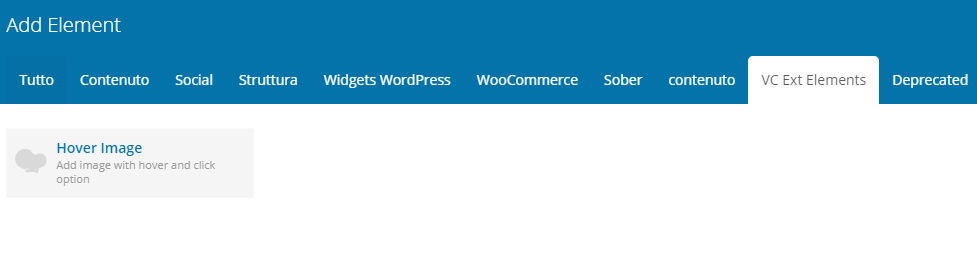 Add Element
Tutto Contenuto Social Struttura Widgets WordPress WooCommerce Sober contenuto VC Ext Elements Deprecated
Hover Image
Add image with hover and click
option